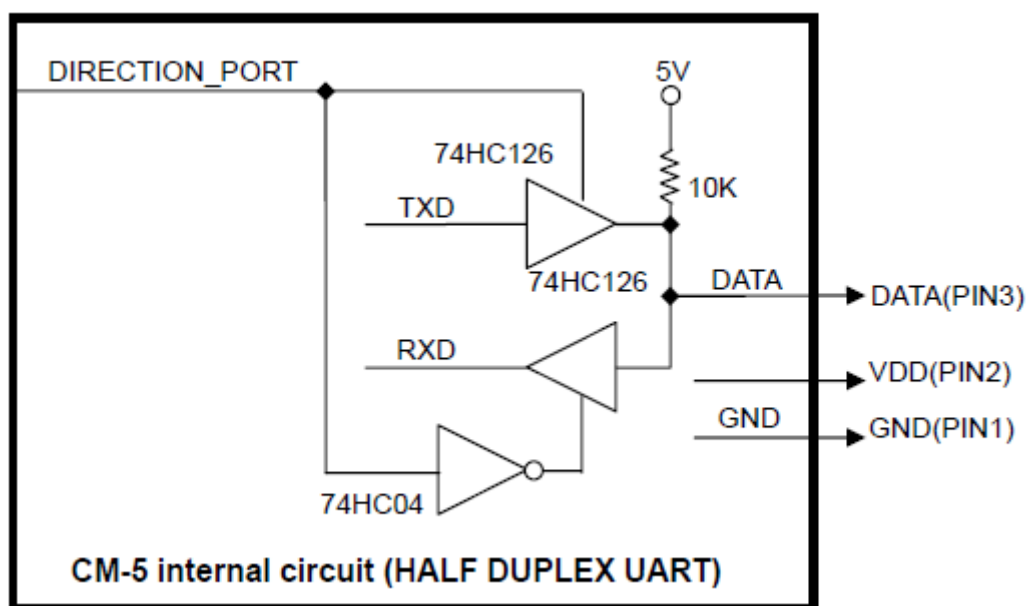 DIRECTION_PORT
5V
74HC126
10K
TXD
74HC126
DATA
DATA(PIN3)
RXD
VDD(PIN2)
GND
GND(PIN1)
74HC04
CM-5 internal circuit (HALF DUPLEX UART)